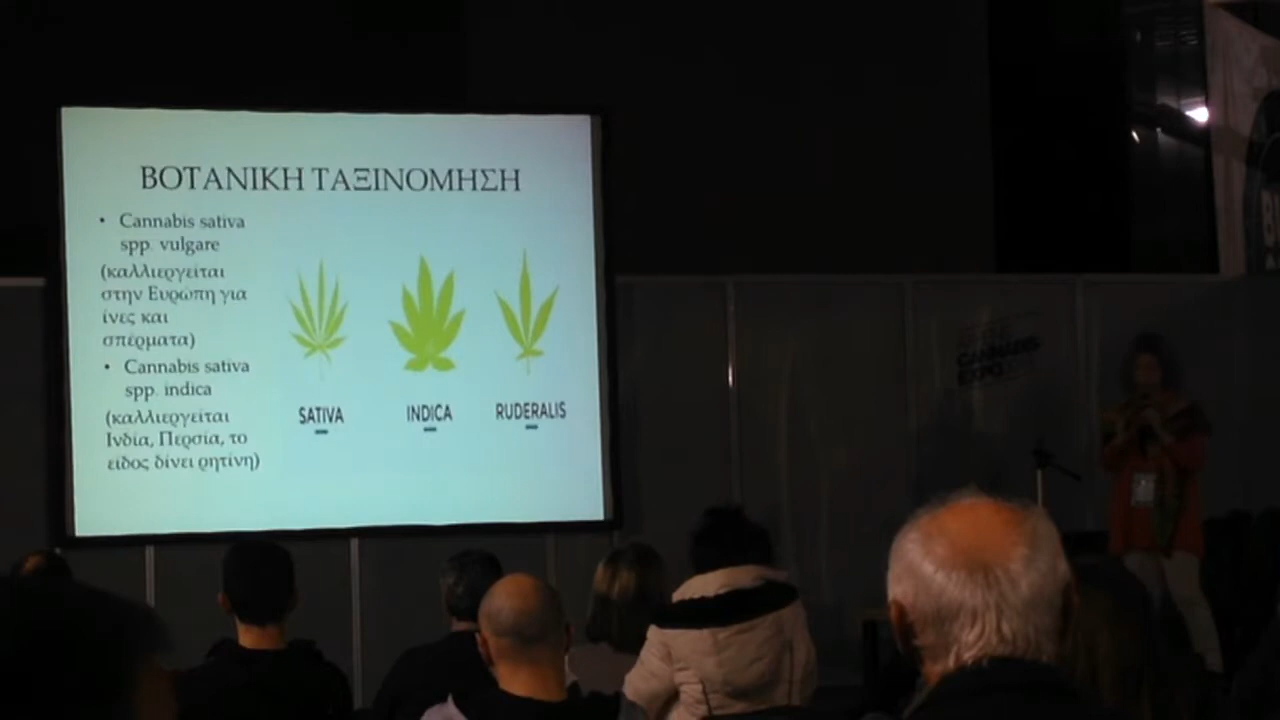 ΒΟΤΑΝΙΚΗ ΤΑΞΙΝΟΜΗΣΗ
• Cannabis sativa
spp. vulgare
(καλλιεργείται
στην Ευρώπη για
ίνες και
σπέρματα)
• Cannabis sativa
spp. indica
(καλλιεργείται
Ινδία, Περσία, το
είδος δίνει ρητίνη)
SATIVA
INDICA
RUDERALIS
CANNABIS
EXPO